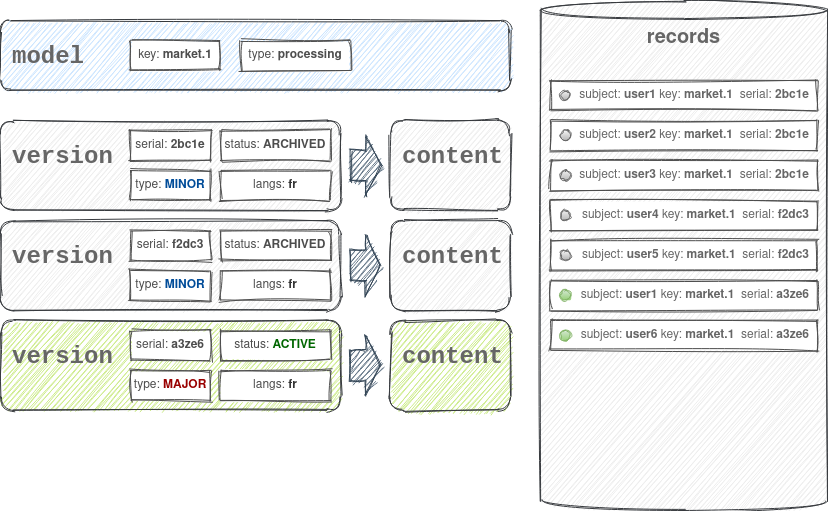 model
key: market.1
type: processing
version
serial: 2bc1e
status: ARCHIVED
type: MINOR
langs: fr
content
version
serial: f2dc3
status: ARCHIVED
type: MINOR
langs: fr
content
version
serial: a3ze6
status: ACTIVE
type: MAJOR
langs: fr
content
records
subject: user1 key: market.1 serial: 2bc1e
subject: user2 key: market.1 serial: 2bc1e
subject: user3 key: market.1 serial: 2bc1e
subject: user4 key: market.1 serial: f2dc3
subject: user5 key: market.1 serial: f2dc3
subject: user1 key: market.1 serial: a3ze6
subject: user6 key: market.1 serial: a3ze6